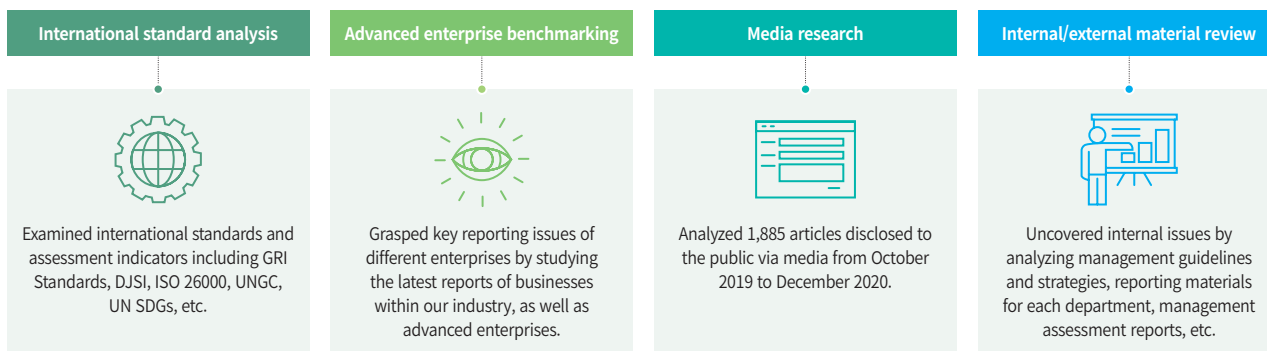 International standard analysis
Examined international standards and
assessment indicators including GRI
Standards, DJSI, ISO 26000, UNGC,
UN SDGs, etc.
Advanced enterprise benchmarking
Grasped key reporting issues of
different enterprises by studying
the latest reports of businesses
within our industry, as well as
advanced enterprises.
Media research
Analyzed 1,885 articles disclosed to
the public via media from October
2019 to December 2020.
Internal/external material review
Uncovered internal issues by
analyzing management guidelines
and strategies, reporting materials
for each department, management
assessment reports, etc.